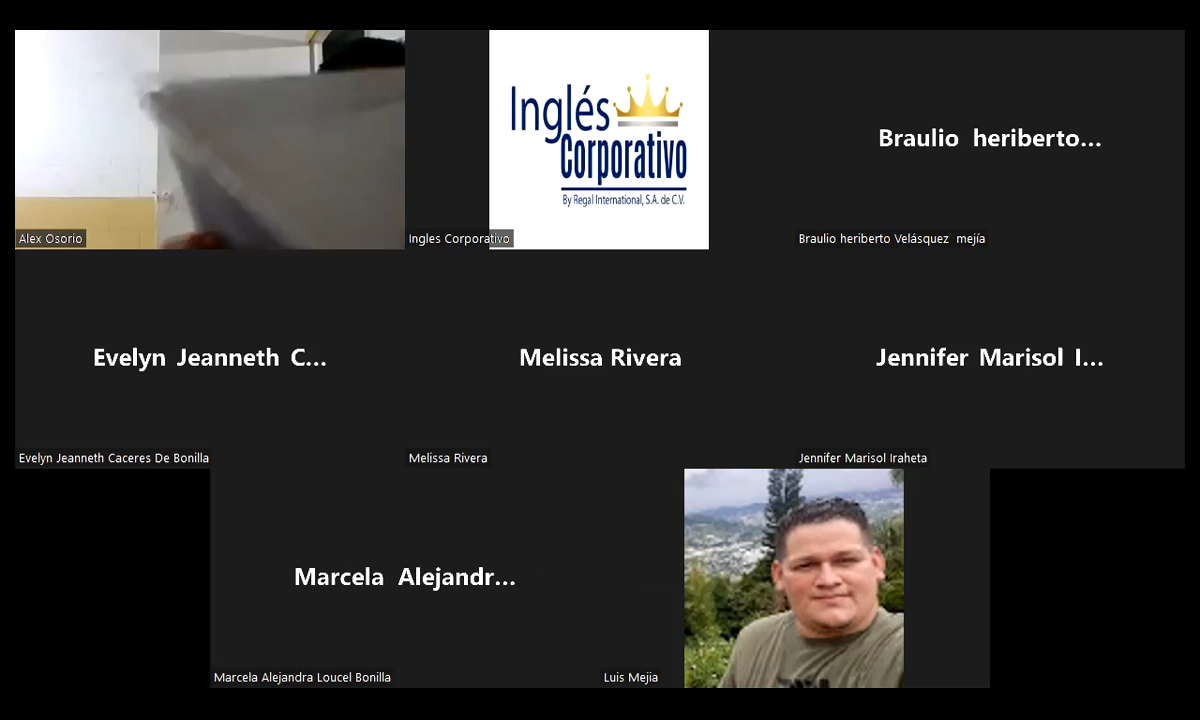 Inglés
Corporativo
By Regal International, S.A. de C.V.
Braulio heriberto...
Alex Osorio
Ingles Corporativo
Braulio heriberto Velásquez mejía
Evelyn Jeanneth C...
Melissa Rivera
Jennifer Marisol I...
Evelyn Jeanneth Caceres De Bonilla
Melissa Rivera
Jennifer Marisol Iraheta
Marcela Alejandr...
Marcela Alejandra Loucel Bonilla
Luis Mejia